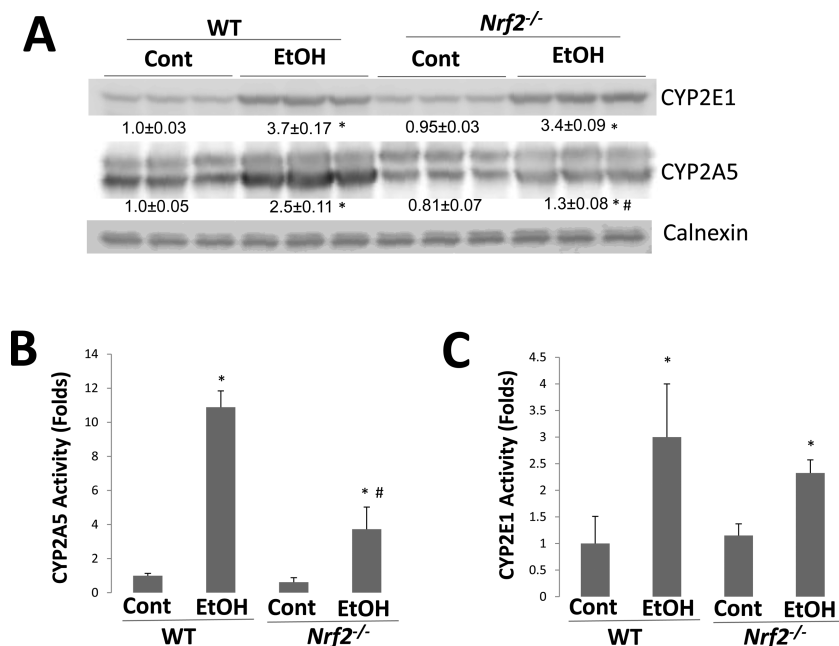 A
WT
Nrf2-/-
Cont
EtOH
Cont
EtOH
CYP2E1
1.0±0.03
3.7±0.17 *
0.95±0.03
3.4±0.09 *
CYP2A5
1.0±0.05
2.5±0.11 *
0.81±0.07
1.3±0.08 * #
Calnexin
B
CYP2A5 Activity (Folds)
14
12
10
8
6
4
2
0
*
* #
Cont
EtOH
Cont
EtOH
WT
Nrf2-/-
C
CYP2E1 Activity (Folds)
4.5
4
3.5
3
2.5
2
1.5
1
0.5
0
*
*
Cont
EtOH
Cont
EtOH
WT
Nrf2-/-